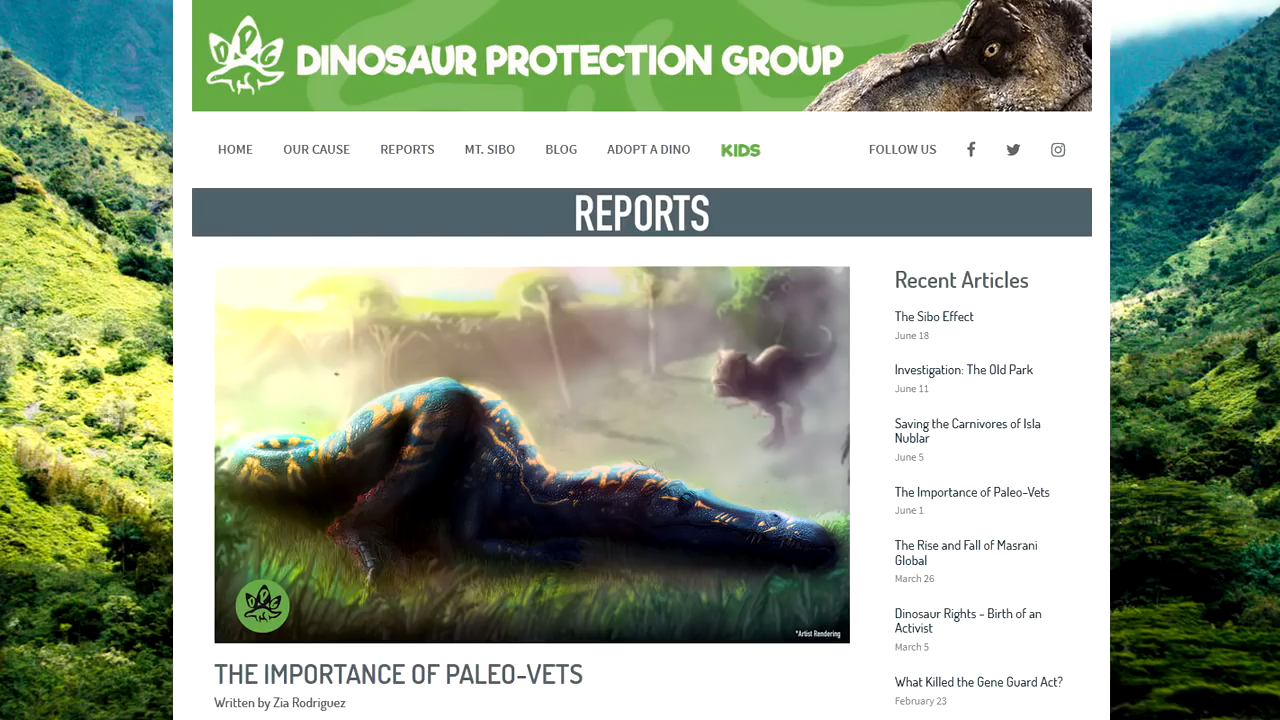 DPG DINOSAUR PROTECTION GROUP
HOME OUR CAUSE REPORTS MT. SIBO BLOG ADOPT A DINO KIDS FOLLOW US
REPORTS
DPG
*Artist Rendering
THE IMPORTANCE OF PALEO-VETS
Written by Zia Rodriguez
Recent Articles
The Sibo Effect
June 18
Investigation: The Old Park
June 11
Saving the Carnivores of Isla
Nublar
June 5
The Importance of Paleo-Vets
June 1
The Rise and Fall of Masrani
Global
March 26
Dinosaur Rights – Birth of an
Activist
March 5
What Killed the Gene Guard Act?
February 23